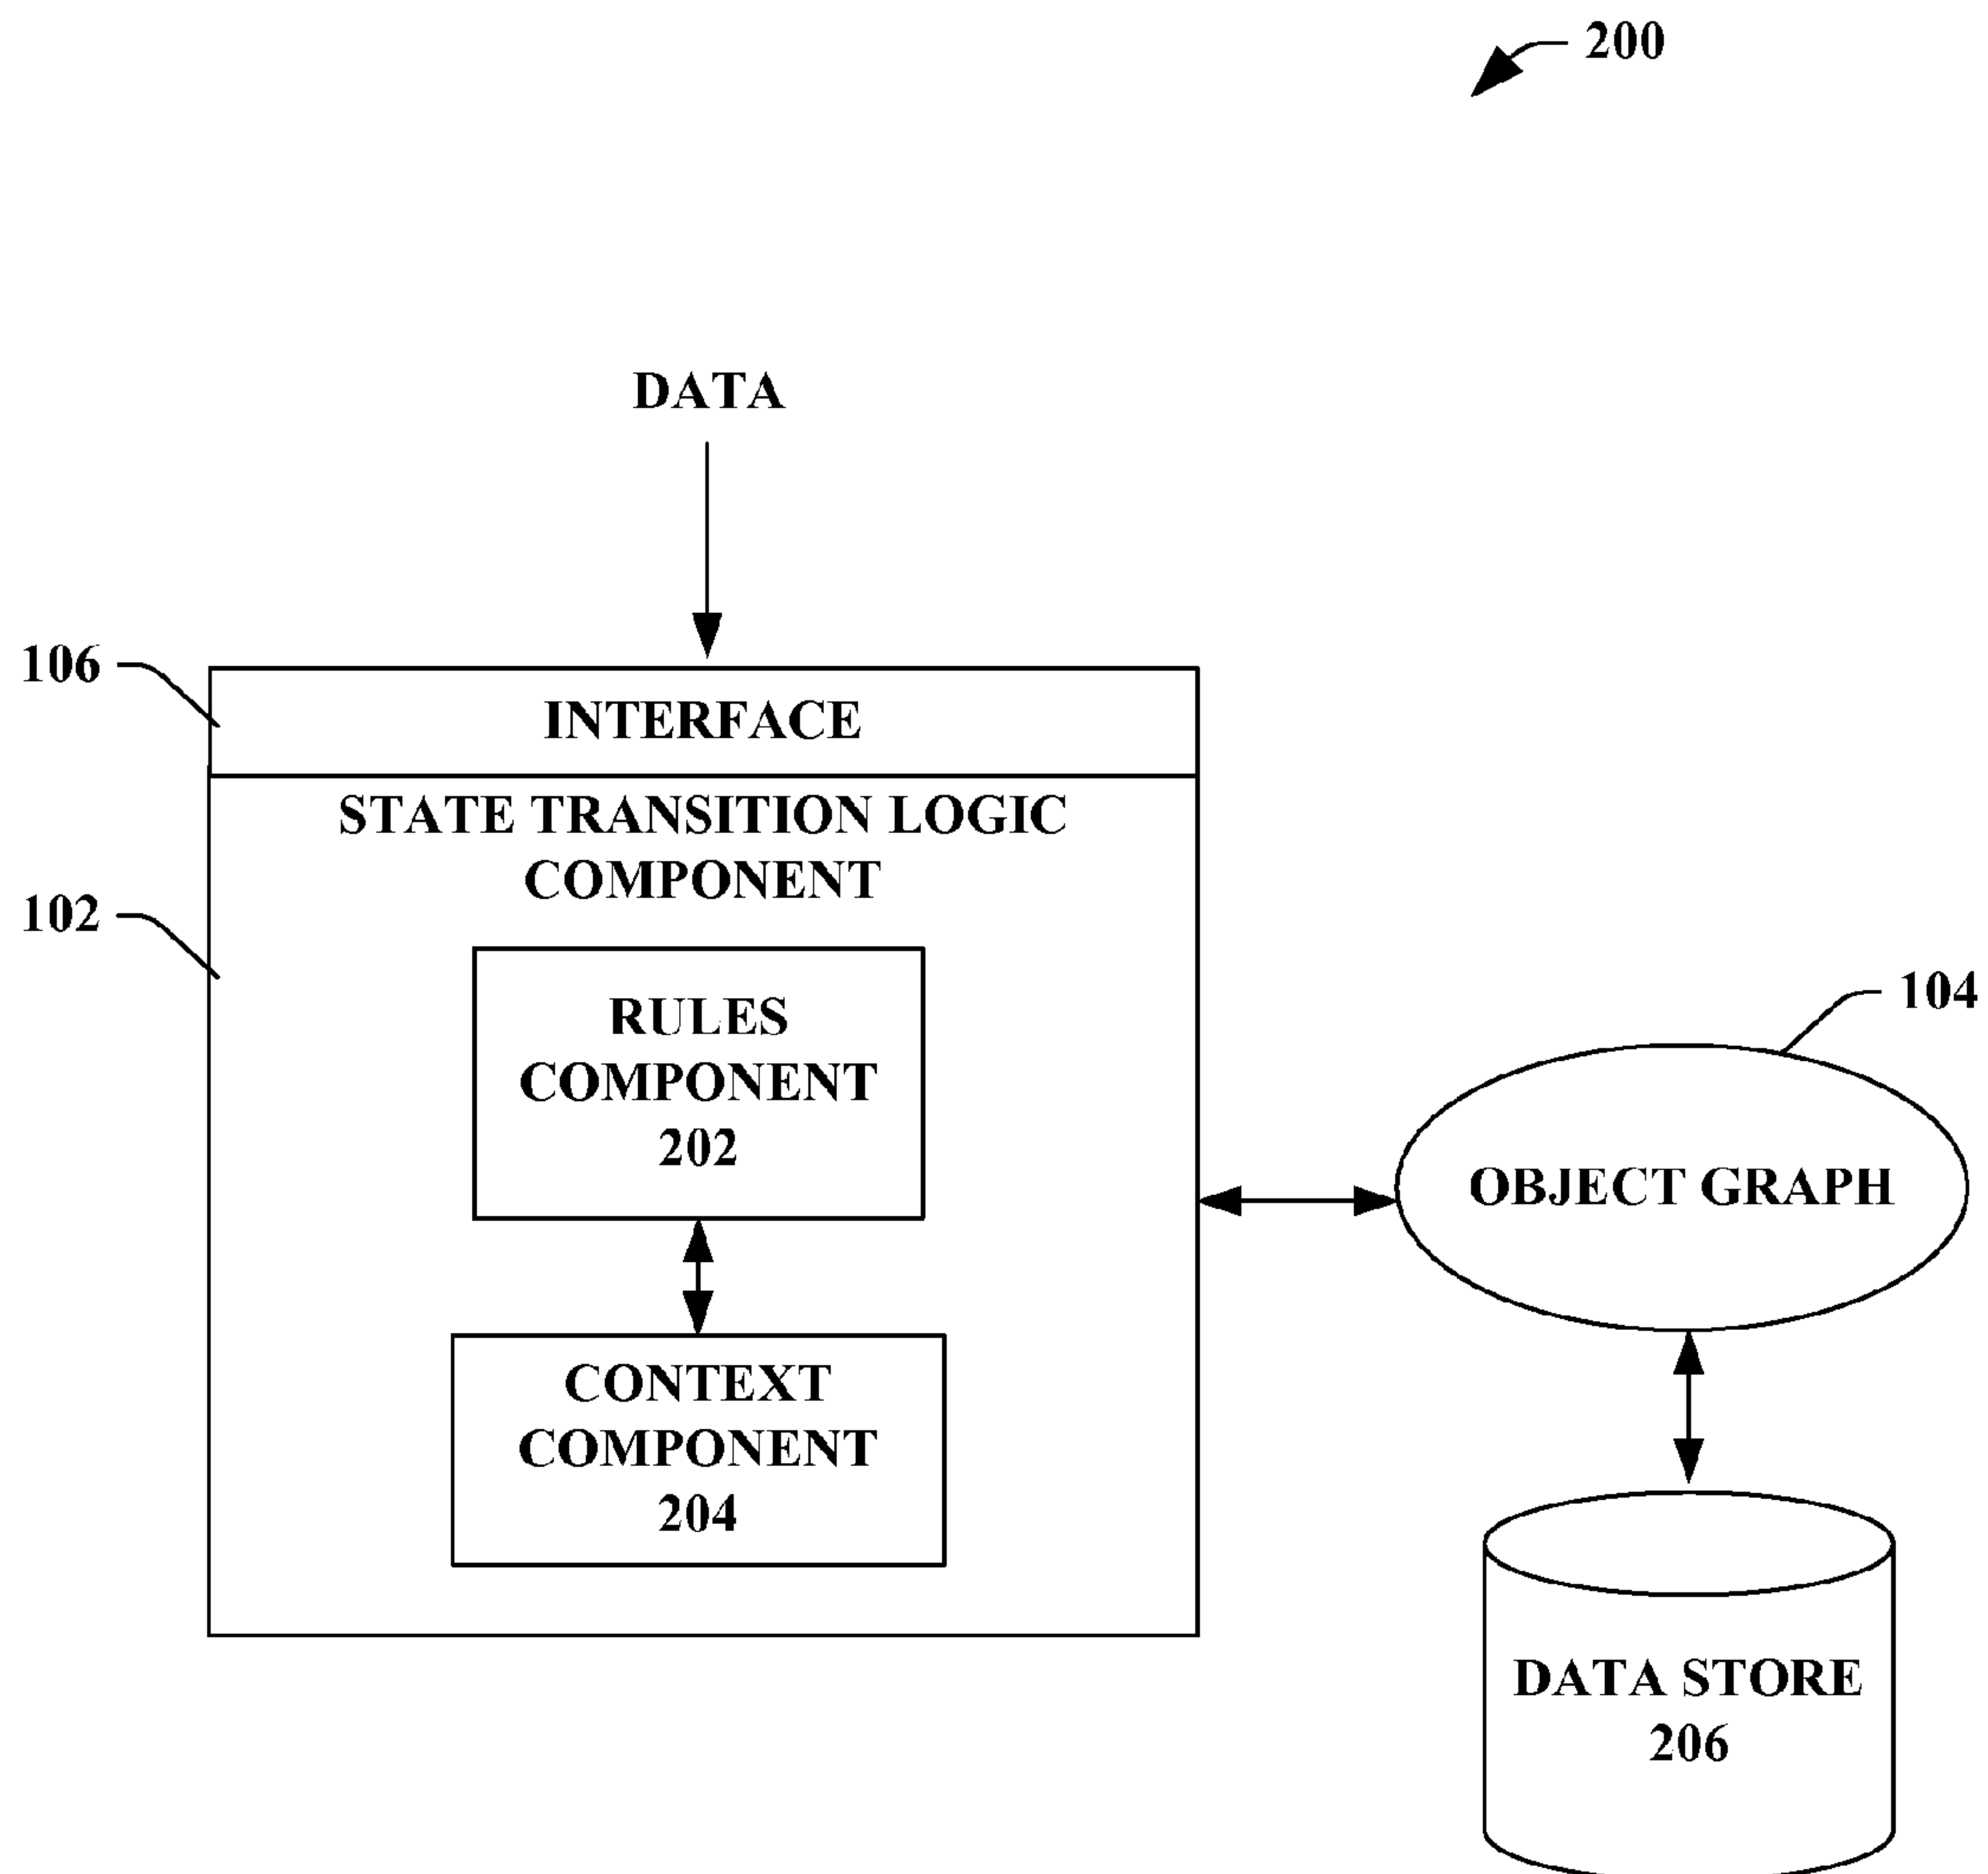 200
DATA
106
INTERFACE
STATE TRANSITION LOGIC
COMPONENT
102
RULES
COMPONENT
202
104
OBJECT GRAPH
CONTEXT
COMPONENT
204
DATA STORE
206